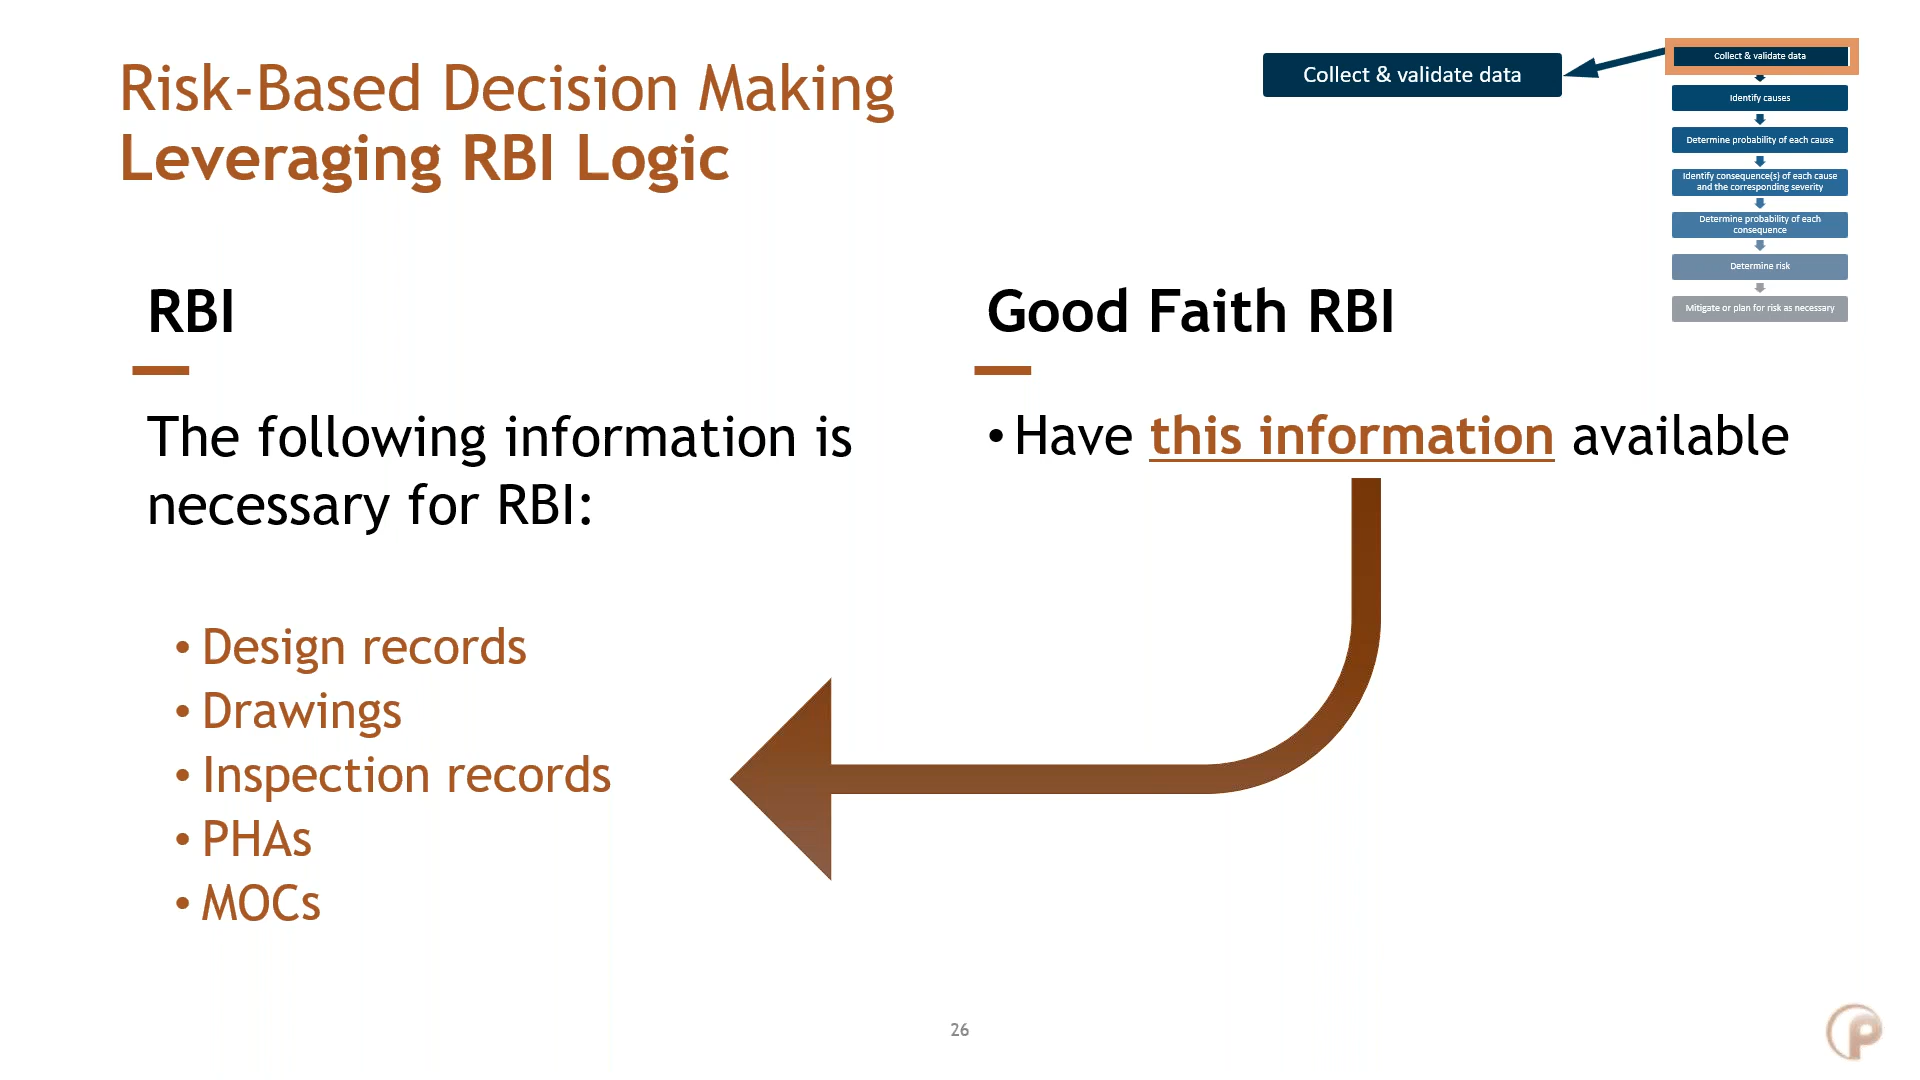 Risk-Based Decision Making
Leveraging RBI Logic
Collect & validate data
Collect & validate data
Identify causes
Determine probability of each cause
Identify consequence(s) of each cause
and the corresponding severity
Determine probability of each
consequence
Determine risk
Mitigate or plan for risk as necessary
RBI
The following information is
necessary for RBI:
• Design records
• Drawings
• Inspection records
• PHAs
• MOCs
Good Faith RBI
• Have this information available
26
P